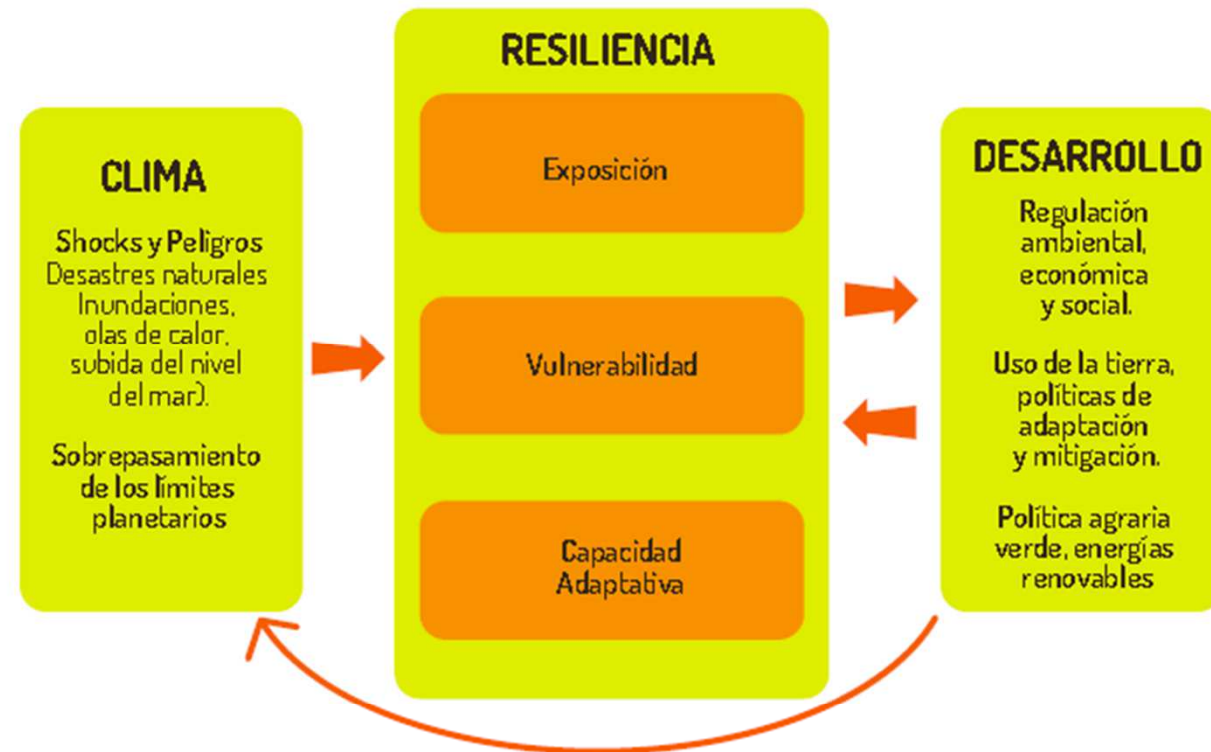 CLIMA
Shocks y Peligros
Desastres naturales
Inundaciones,
olas de calor,
subida del nivel
del mar).
Sobrepasamiento
de los límites
planetarios
RESILIENCIA
Exposición
Vulnerabilidad
Capacidad
Adaptativa
DESARROLLO
Regulación
ambiental,
económica
y social.
Uso de la tierra,
políticas de
adaptación
y mitigación.
Política agraria
verde, energías
renovables